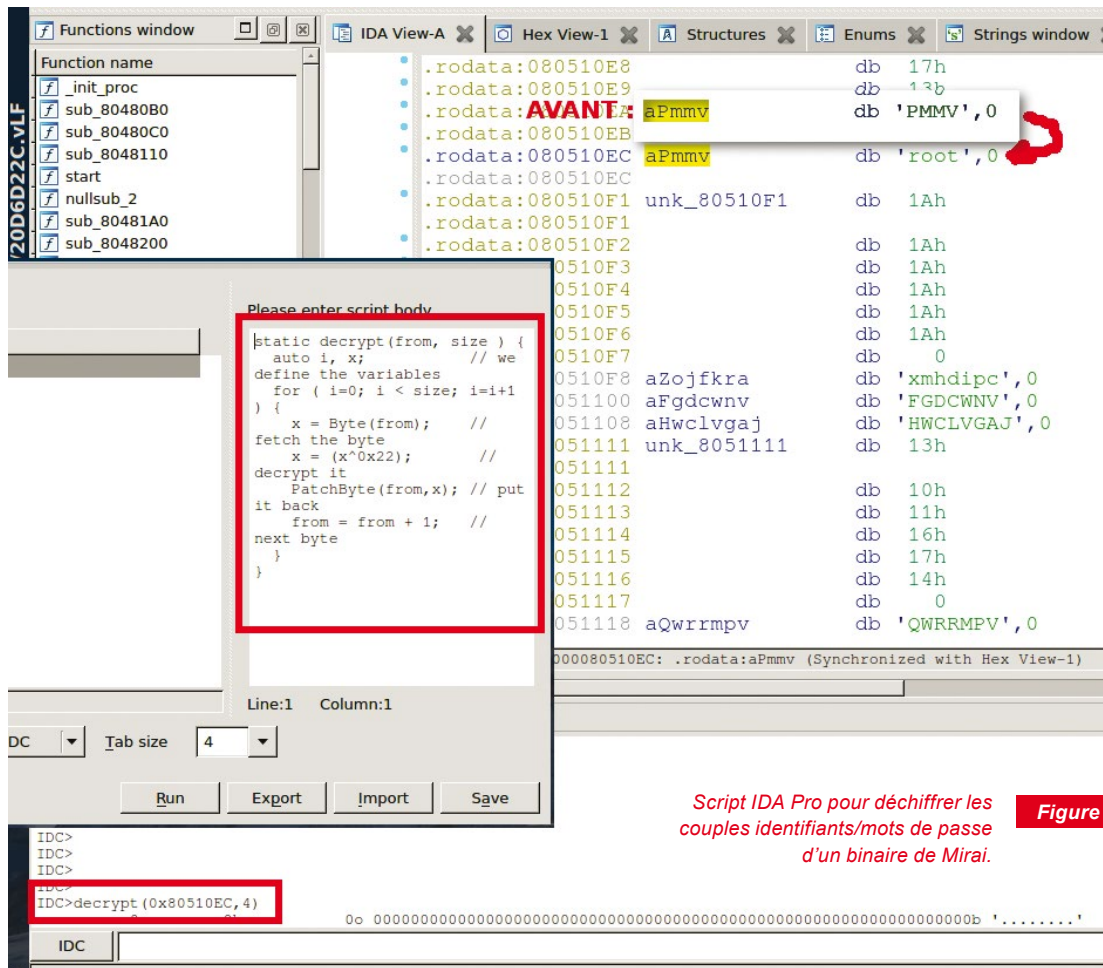 Functions window
IDA View-A
Hex View-1
Structures
Enums
Strings window
Function name
_init_proc
sub_80480B0
sub_80480C0
sub_8048110
start
nullsub_2
sub_80481A0
sub_8048200
/20D6D22C.vLF
.rodata:080510E8 db 17h
.rodata:080510E9 db 13h
AVANT : aPmmv db 'PMMV',0
.rodata:080510EB
.rodata:080510EC aPmmv db 'root',0
.rodata:080510EC
.rodata:080510F1 unk_80510F1 db 1Ah
.rodata:080510F1
.rodata:080510F2 db 1Ah
0510F3 db 1Ah
0510F4 db 1Ah
0510F5 db 1Ah
0510F6 db 1Ah
0510F7 db 0
0510F8 aZojfkra db 'xmhdipc',0
051100 aFgdcwnv db 'FGDCWNV',0
051108 aHwclvgaj db 'HWCLVGAJ',0
051111 unk_8051111 db 13h
051111
051112 db 10h
051113 db 11h
051114 db 16h
051115 db 17h
051116 db 14h
051117 db 0
051118 aQwrrmpv db 'QWRRMPV',0
000080510EC: .rodata:aPmmv (Synchronized with Hex View-1)
Please enter script body
static decrypt(from, size ) {
auto i, x; // we
define the variables
for ( i=0; i < size; i=i+1
) {
x = Byte(from); //
fetch the byte
x = (x^0x22); //
decrypt it
PatchByte(from,x); // put
it back
from = from + 1; //
next byte
}
}
Line:1 Column:1
DC Tab size 4
Run Export Import Save
Script IDA Pro pour déchiffrer les
couples identifiants/mots de passe
d'un binaire de Mirai.
Figure
IDC>
IDC>
IDC>
IDC>
IDC>decrypt(0x80510EC,4)
IDC